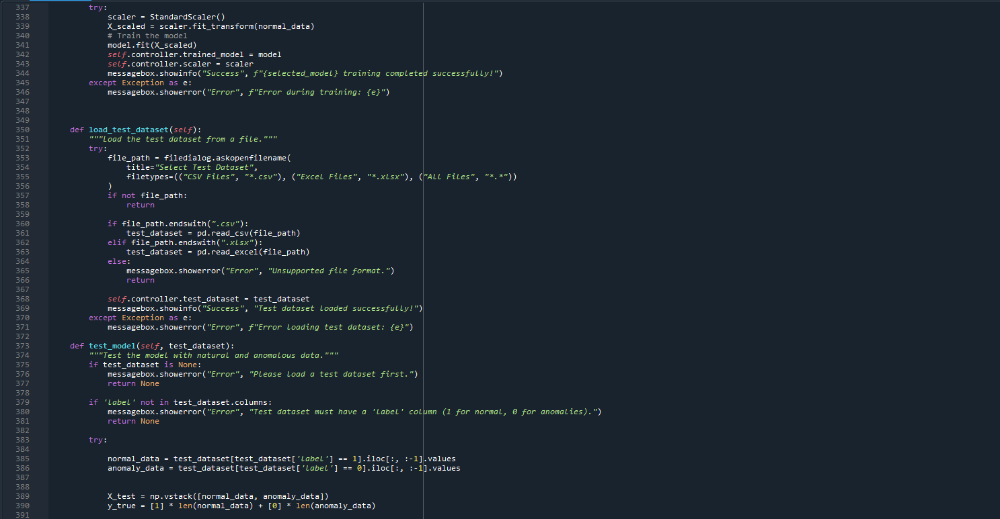 337 try:
338 scaler = StandardScaler()
339 X_scaled = scaler.fit_transform(normal_data)
340 # Train the model
341 model.fit(X_scaled)
342 self.controller.trained_model = model
343 self.controller.scaler = scaler
344 messagebox.showinfo("Success", f"{selected_model} training completed successfully!")
345 except Exception as e:
346 messagebox.showerror("Error", f"Error during training: {e}")
347
348
349
350 def load_test_dataset(self):
351 """Load the test dataset from a file."""
352 try:
353 file_path = filedialog.askopenfilename(
354 title="Select Test Dataset",
355 filetypes=(("CSV Files", "*.csv"), ("Excel Files", "*.xlsx"), ("All Files", "*.*"))
356 )
357 if not file_path:
358 return
359
360 if file_path.endswith(".csv"):
361 test_dataset = pd.read_csv(file_path)
362 elif file_path.endswith(".xlsx"):
363 test_dataset = pd.read_excel(file_path)
364 else:
365 messagebox.showerror("Error", "Unsupported file format.")
366 return
367
368 self.controller.test_dataset = test_dataset
369 messagebox.showinfo("Success", "Test dataset loaded successfully!")
370 except Exception as e:
371 messagebox.showerror("Error", f"Error loading test dataset: {e}")
372
373 def test_model(self, test_dataset):
374 """Test the model with natural and anomalous data."""
375 if test_dataset is None:
376 messagebox.showerror("Error", "Please load a test dataset first.")
377 return None
378
379 if 'label' not in test_dataset.columns:
380 messagebox.showerror("Error", "Test dataset must have a 'label' column (1 for normal, 0 for anomalies).")
381 return None
382
383 try:
384
385 normal_data = test_dataset[test_dataset['label'] == 1].iloc[:, :-1].values
386 anomaly_data = test_dataset[test_dataset['label'] == 0].iloc[:, :-1].values
387
388
389 X_test = np.vstack([normal_data, anomaly_data])
390 y_true = [1] * len(normal_data) + [0] * len(anomaly_data)
391